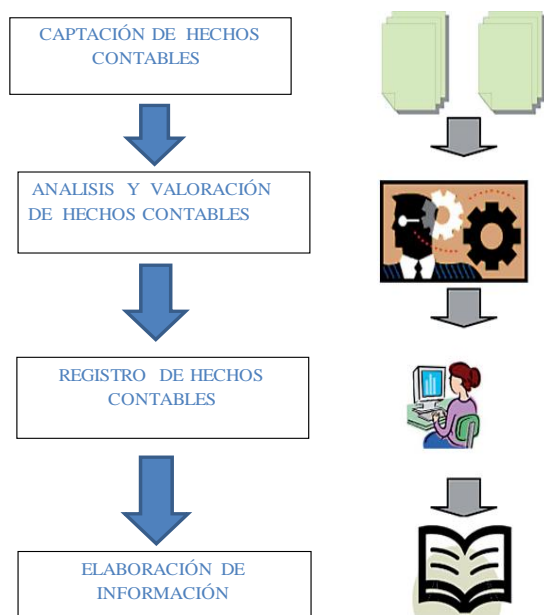 CAPTACIÓN DE HECHOS
CONTABLES
ANALISIS Y VALORACIÓN
DE HECHOS CONTABLES
REGISTRO DE HECHOS
CONTABLES
ELABORACIÓN DE
INFORMACIÓN